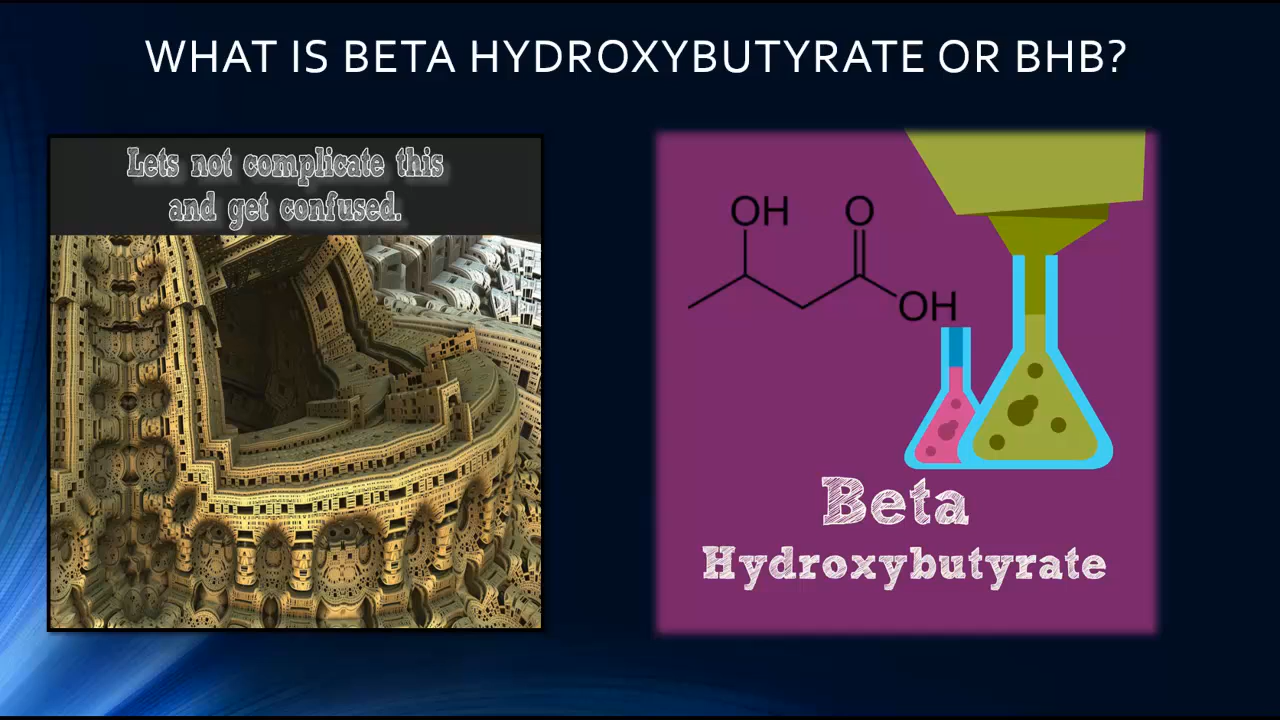 WHAT IS BETA HYDROXYBUTYRATE OR BHB?
Lets not complicate this
and get confused.
OH
O
OH
Beta
Hydroxybutyrate